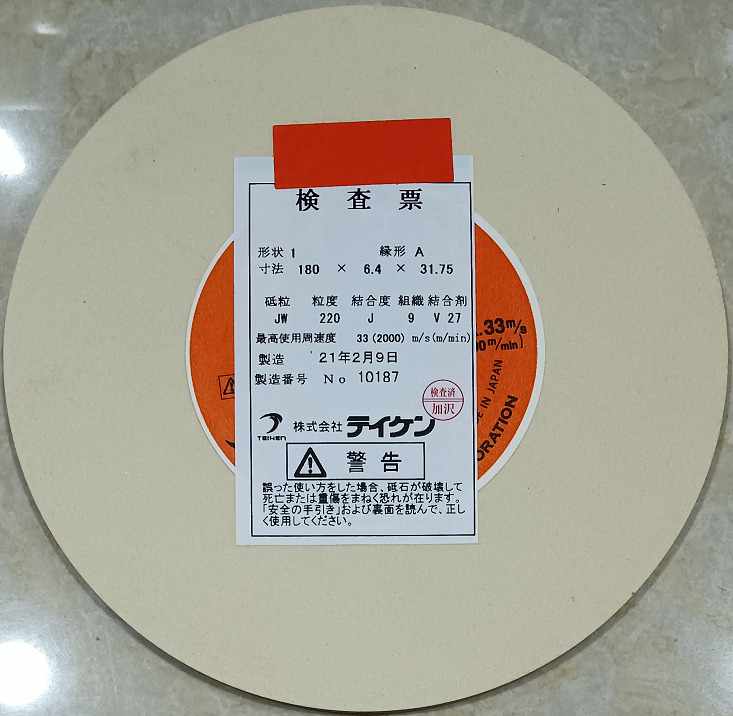 検査票
形状 1 縁形 A
寸法 180 × 6.4 × 31.75
砥粒 粒度 結合度 組織 結合剤
JW 220 J 9 V 27
最高使用周速度 33 (2000) m/s(m/min)
製造 21年2月9日
製造番号 No 10187
検査済
加沢
TEIKEN
株式会社 テイケン
警告
誤った使い方をした場合、砥石が破壊して
死亡または重傷をまねく恐れが在ります。
「安全の手引き」および裏面を読んで、正し
く使用してください。
33m/s
m/min)
IN JAPAN
ORATION